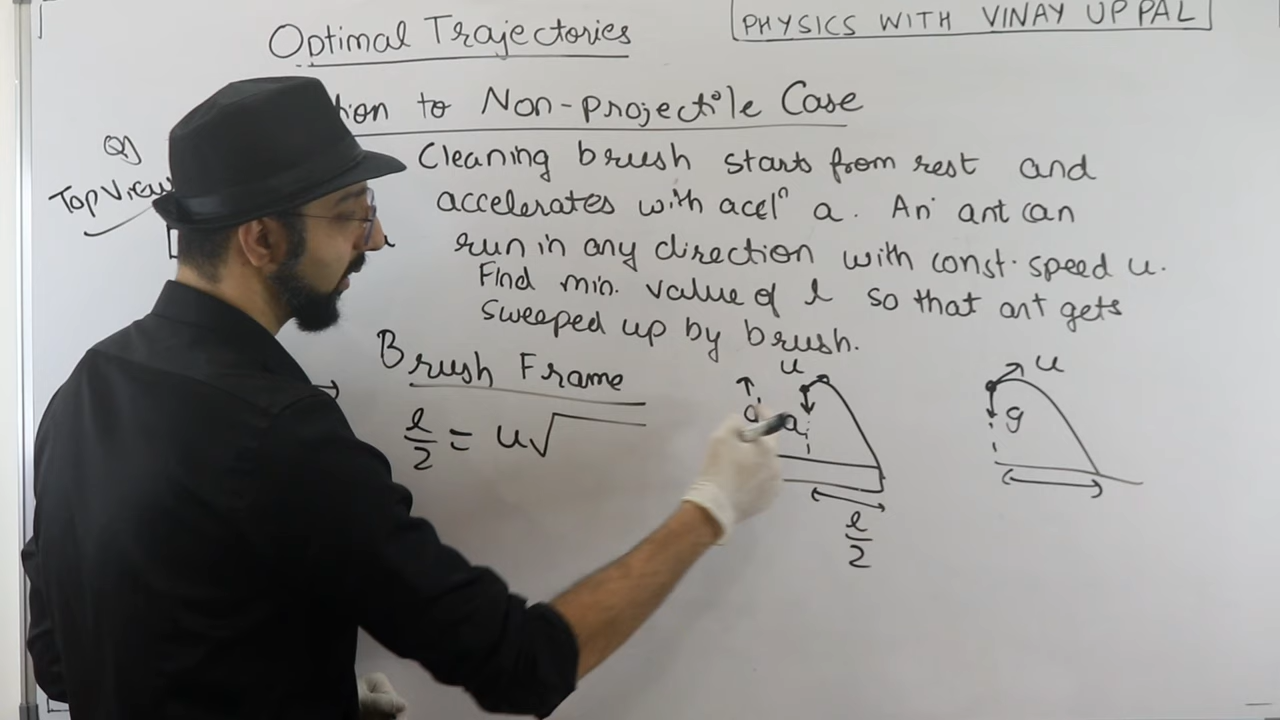 Optimal Trajectories
PHYSICS WITH VINAY UPPAL
to Non-projectile Case
Q)
Top View
Cleaning brush starts from rest and
accelerates with acclⁿ a. An ant can
run in any direction with const. speed u.
Find min. value of l so that ant gets
sweeped up by brush.
Brush Frame
l/2 = u√
u
a
l/2
u
g